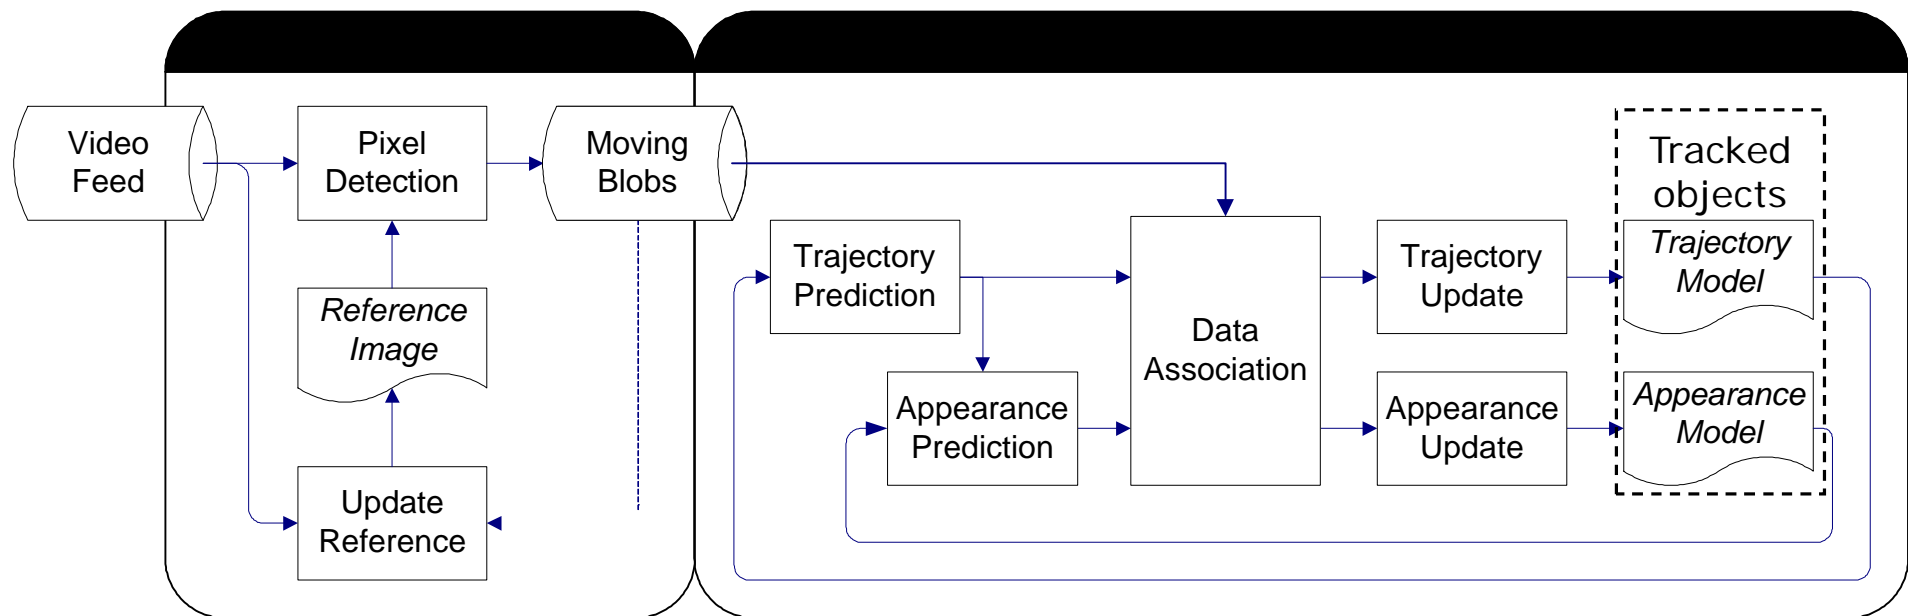 Video
Feed
Pixel
Detection
Moving
Blobs
Reference
Image
Update
Reference
Trajectory
Prediction
Appearance
Prediction
Data
Association
Trajectory
Update
Appearance
Update
Tracked
objects
Trajectory
Model
Appearance
Model